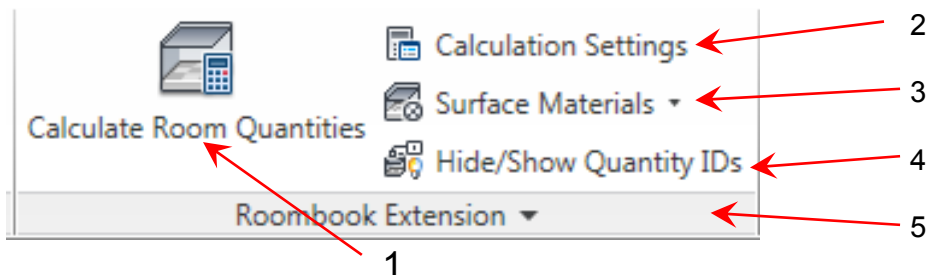 2
Calculation Settings
3
Surface Materials
Calculate Room Quantities
4
Hide/Show Quantity IDs
Roombook Extension
5
1